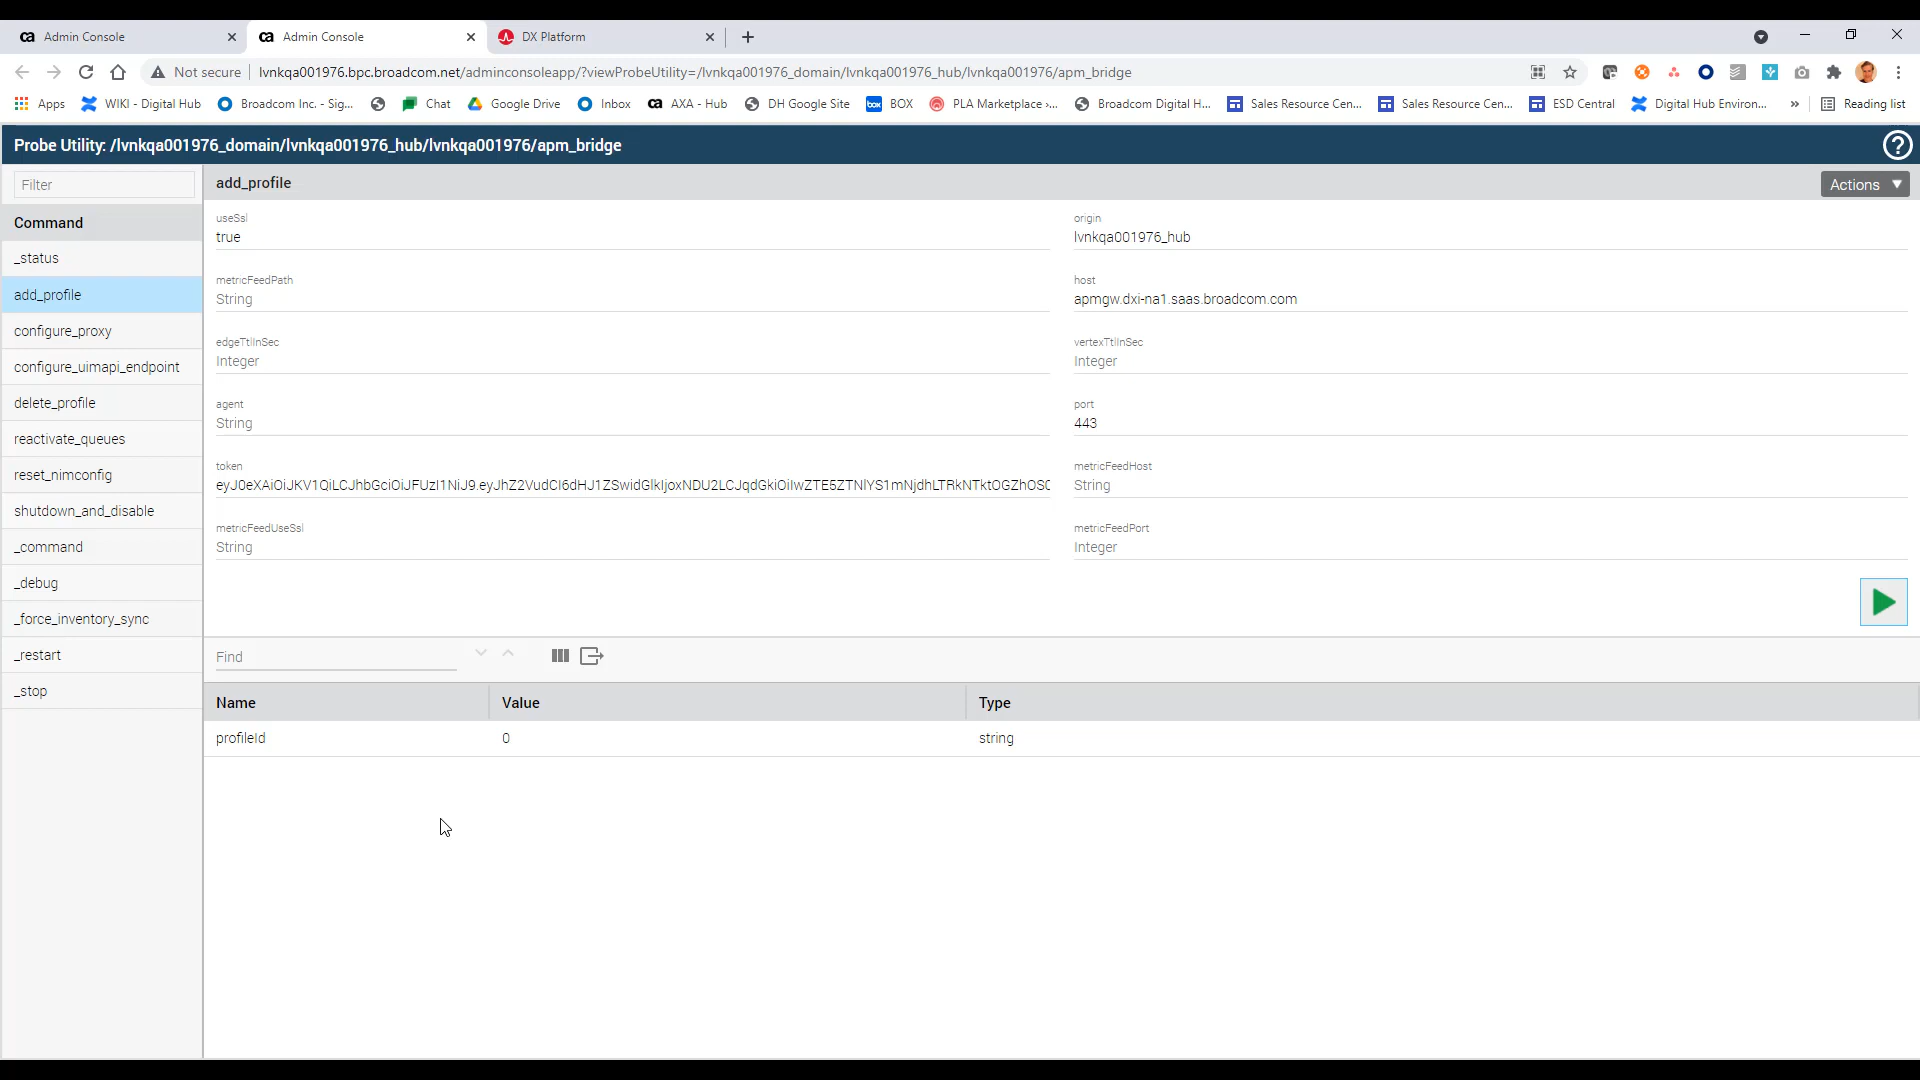 ca Admin Console
ca Admin Console
DX Platform
Not secure
lvnkqa001976.bpc.broadcom.net/adminconsoleapp/?viewProbeUtility=/lvnkqa001976_domain/lvnkqa001976_hub/lvnkqa001976/apm_bridge
Apps
WIKI - Digital Hub
Broadcom Inc. - Sig...
Chat
Google Drive
Inbox
ca AXA - Hub
DH Google Site
box BOX
PLA Marketplace ›...
Broadcom Digital H...
Sales Resource Cen...
Sales Resource Cen...
ESD Central
Digital Hub Environ...
»
Reading list
Probe Utility: /lvnkqa001976_domain/lvnkqa001976_hub/lvnkqa001976/apm_bridge
?
Filter
Command
_status
add_profile
configure_proxy
configure_uimapi_endpoint
delete_profile
reactivate_queues
reset_nimconfig
shutdown_and_disable
_command
_debug
_force_inventory_sync
_restart
_stop
add_profile
Actions
useSsl
true
origin
lvnkqa001976_hub
metricFeedPath
String
host
apmgw.dxi-na1.saas.broadcom.com
edgeTtlInSec
Integer
vertexTtlInSec
Integer
agent
String
port
443
token
metricFeedHost
String
metricFeedUseSsl
String
metricFeedPort
Integer
Find
Name Value Type
profileId 0 string